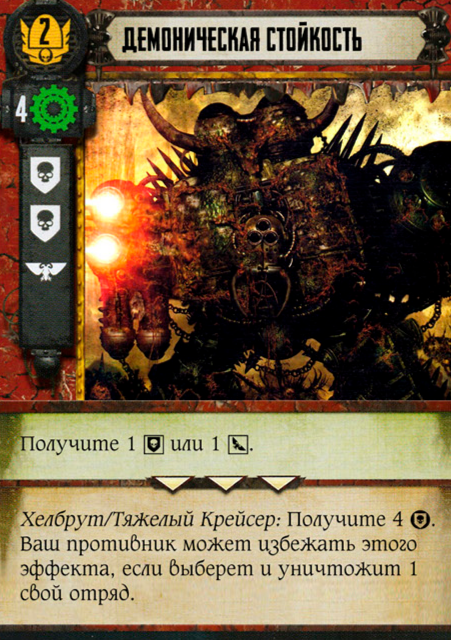 2
ДЕМОНИЧЕСКАЯ СТОЙКОСТЬ
4
Получите 1 или 1 .
Хелбрут/Тяжелый Крейсер: Получите 4 .
Ваш противник может избежать этого
эффекта, если выберет и уничтожит 1
свой отряд.